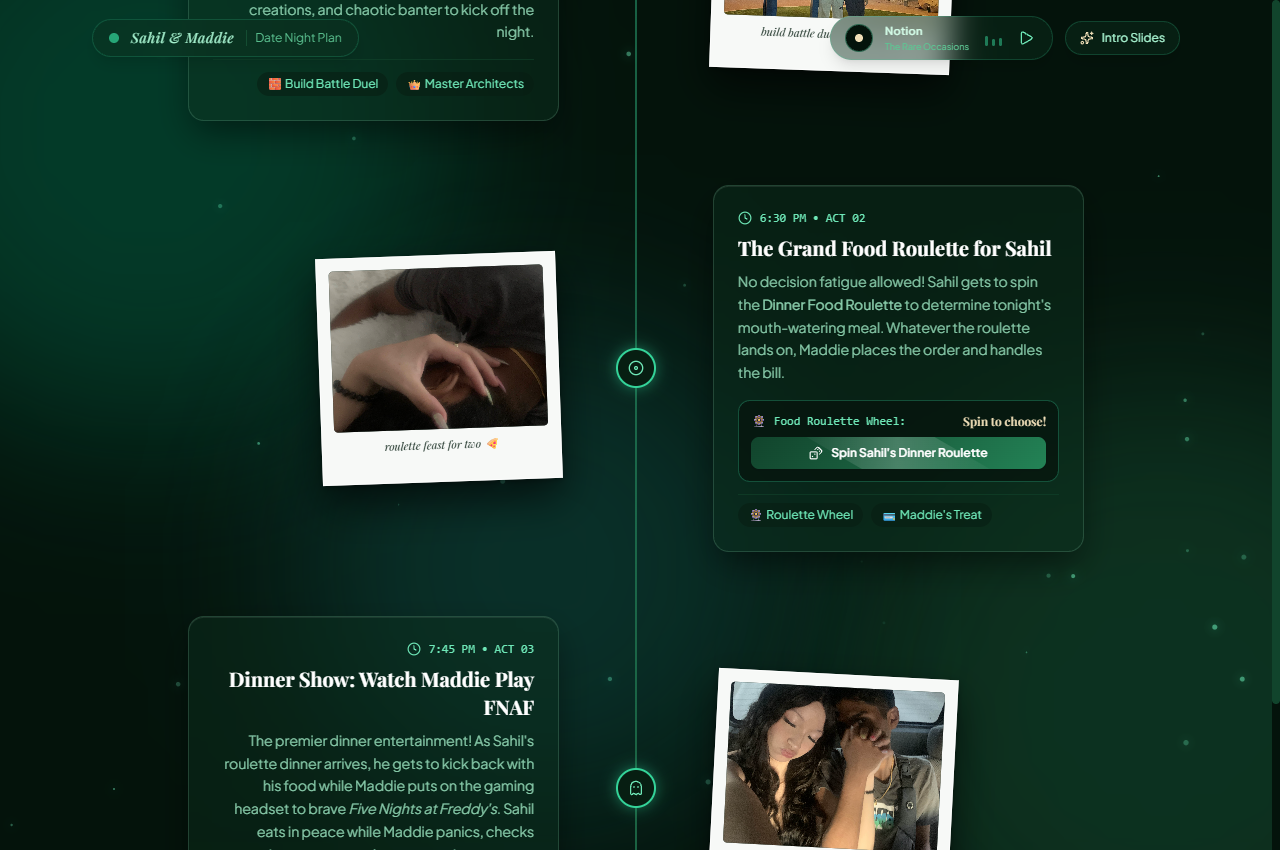 creations, and chaotic banter to kick off the
night.
Sahil & Maddie
Date Night Plan
build battle du
Notion
The Rare Occasions
Intro Slides
🧱 Build Battle Duel
👑 Master Architects
6:30 PM • ACT 02
The Grand Food Roulette for Sahil
No decision fatigue allowed! Sahil gets to spin
the Dinner Food Roulette to determine tonight's
mouth-watering meal. Whatever the roulette
lands on, Maddie places the order and handles
the bill.
🎡 Food Roulette Wheel:
Spin to choose!
Spin Sahil's Dinner Roulette
🎡 Roulette Wheel
💳 Maddie's Treat
roulette feast for two 🍕
7:45 PM • ACT 03
Dinner Show: Watch Maddie Play
FNAF
The premier dinner entertainment! As Sahil's
roulette dinner arrives, he gets to kick back with
his food while Maddie puts on the gaming
headset to brave Five Nights at Freddy's. Sahil
eats in peace while Maddie panics, checks